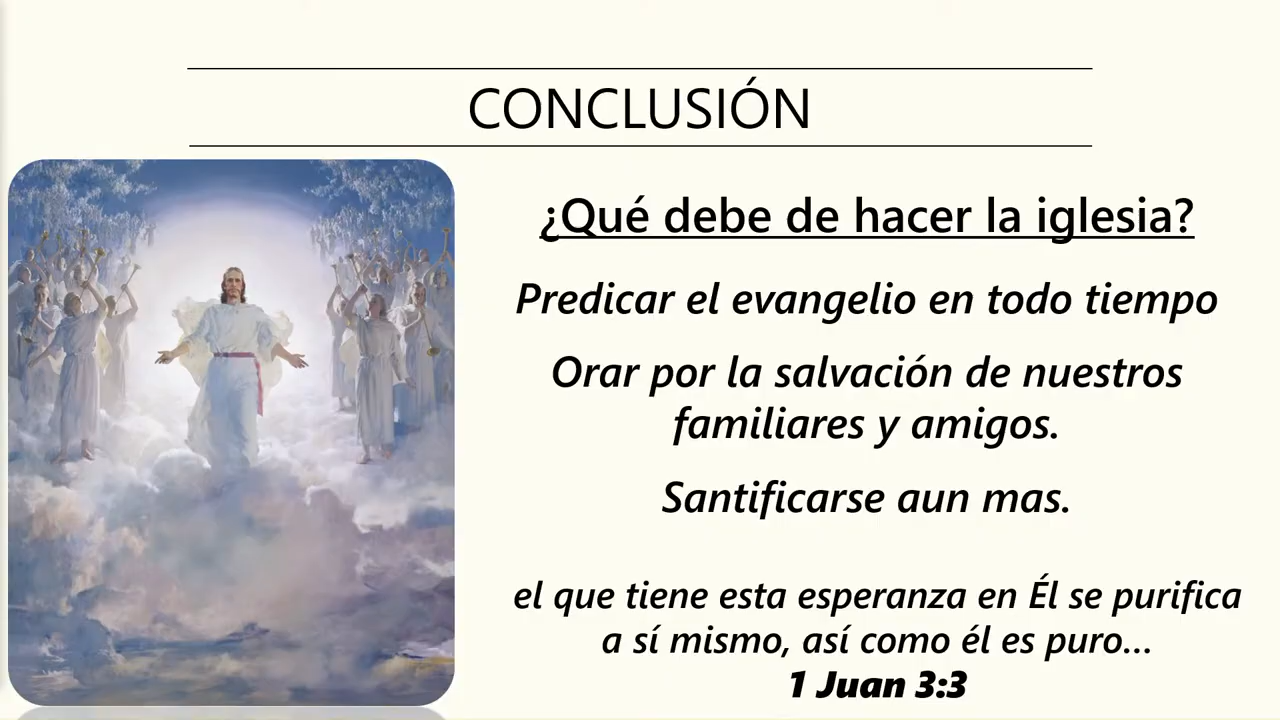 CONCLUSIÓN
¿Qué debe de hacer la iglesia?
Predicar el evangelio en todo tiempo
Orar por la salvación de nuestros
familiares y amigos.
Santificarse aun mas.
el que tiene esta esperanza en Él se purifica
a sí mismo, así como él es puro...
1 Juan 3:3